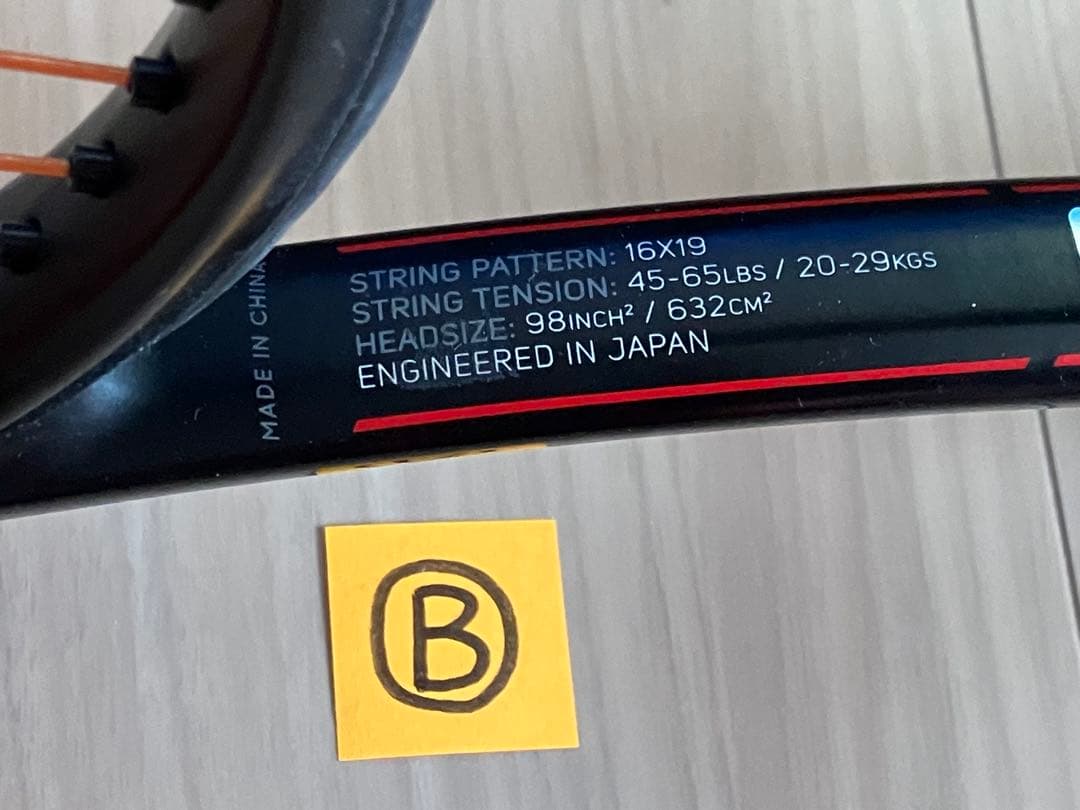 MADE IN CHINA
STRING PATTERN: 16X19
STRING TENSION: 45-65LBS / 20-29KGS
HEADSIZE: 98INCH² / 632CM²
ENGINEERED IN JAPAN
B